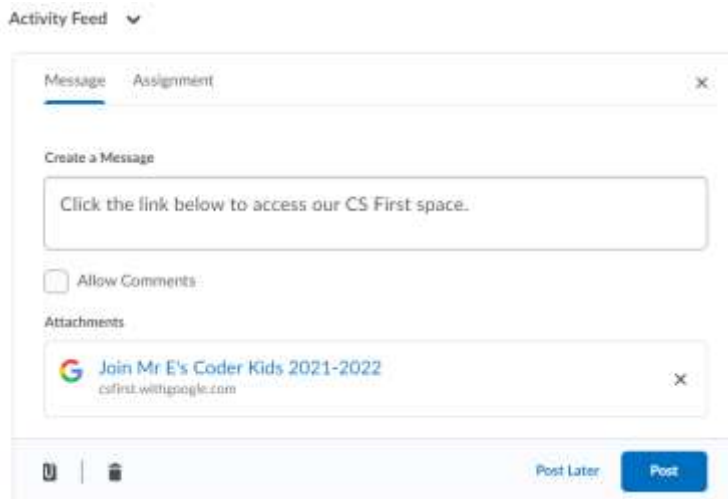 Activity Feed
Message Assignment
Create a Message
Click the link below to access our CS First space.
Allow Comments
Attachments
Join Mr E's Coder Kids 2021-2022
csfirst.withgoogle.com
Post Later Post